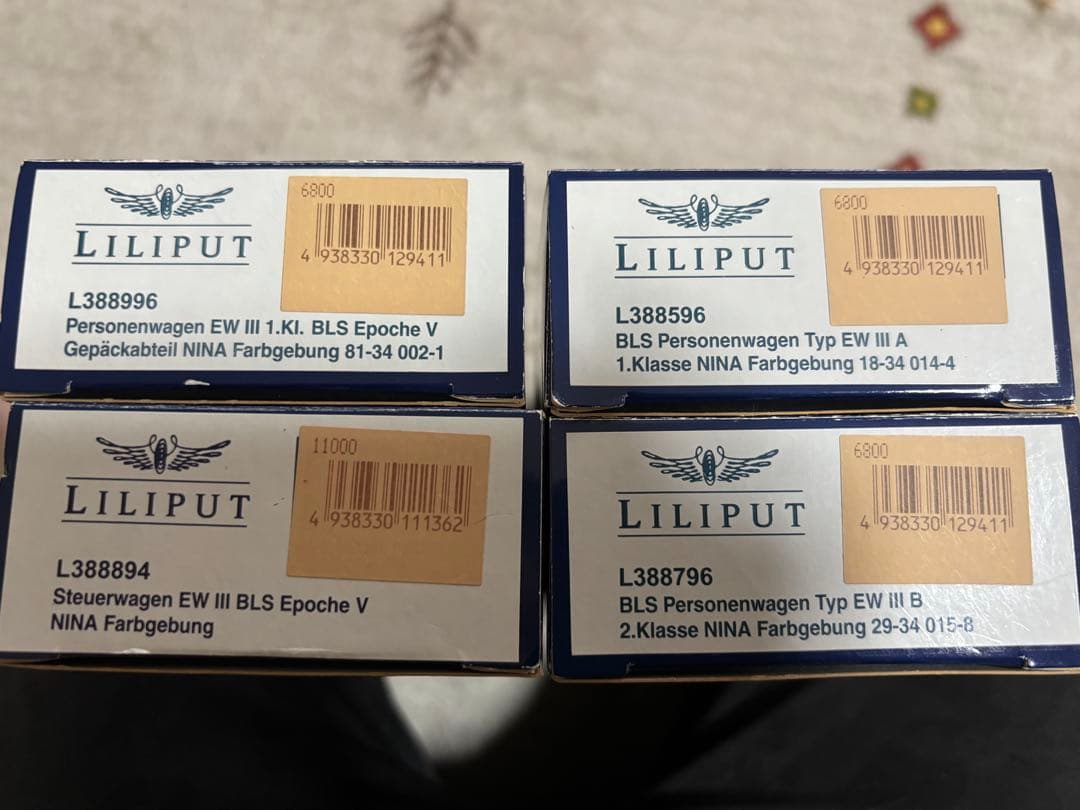 LILIPUT
6800
4 938330 129411
L388996
Personenwagen EW III 1.Kl. BLS Epoche V
Gepäckabteil NINA Farbgebung 81-34 002-1
LILIPUT
6800
4 938330 129411
L388596
BLS Personenwagen Typ EW III A
1.Klasse NINA Farbgebung 18-34 014-4
LILIPUT
11000
4 938330 111362
L388894
Steuerwagen EW III BLS Epoche V
NINA Farbgebung
LILIPUT
6800
4 938330 129411
L388796
BLS Personenwagen Typ EW III B
2.Klasse NINA Farbgebung 29-34 015-8